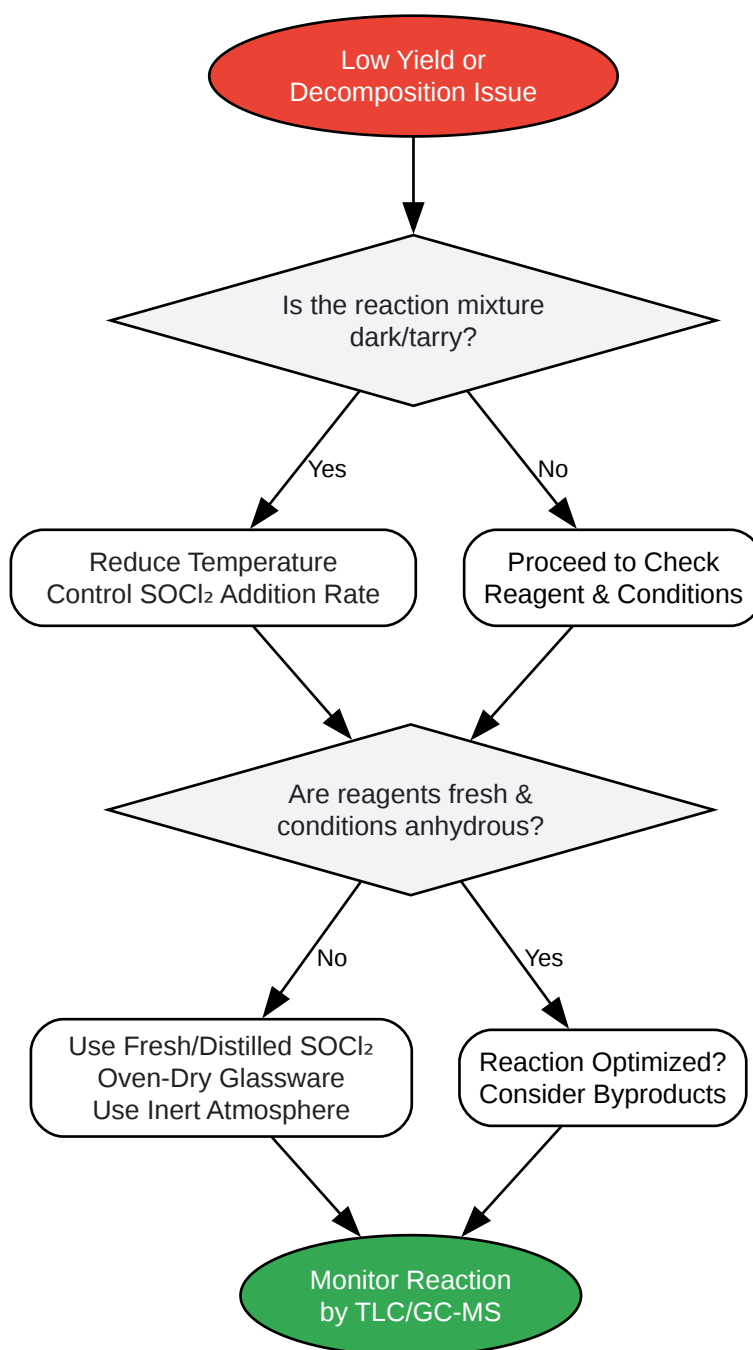 Low Yield or
Decomposition Issue
Is the reaction mixture
dark/tarry?
Yes
No
Reduce Temperature
Control SOCl₂ Addition Rate
Proceed to Check
Reagent & Conditions
Are reagents fresh &
conditions anhydrous?
No
Yes
Use Fresh/Distilled SOCl₂
Oven-Dry Glassware
Use Inert Atmosphere
Reaction Optimized?
Consider Byproducts
Monitor Reaction
by TLC/GC-MS